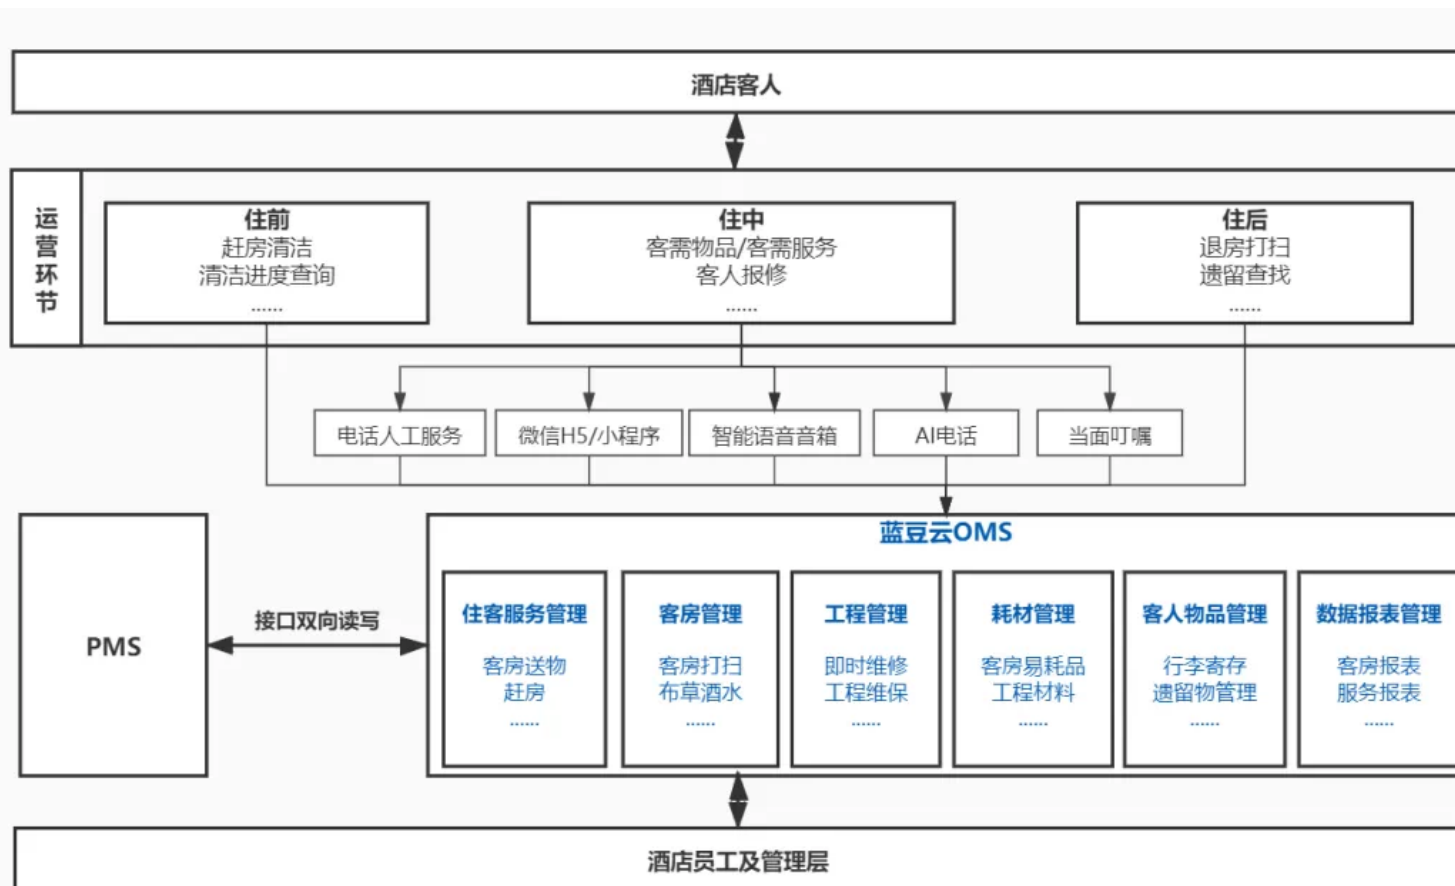 酒店客人
运营环节
住前
赶房清洁
清洁进度查询
......
住中
客需物品/客需服务
客人报修
......
住后
退房打扫
遗留查找
......
电话人工服务
微信H5/小程序
智能语音音箱
AI电话
当面叮嘱
PMS
接口双向读写
蓝豆云OMS
住客服务管理
客房送物
赶房
......
客房管理
客房打扫
布草酒水
......
工程管理
即时维修
工程维保
......
耗材管理
客房易耗品
工程材料
......
客人物品管理
行李寄存
遗留物管理
......
数据报表管理
客房报表
服务报表
......
酒店员工及管理层